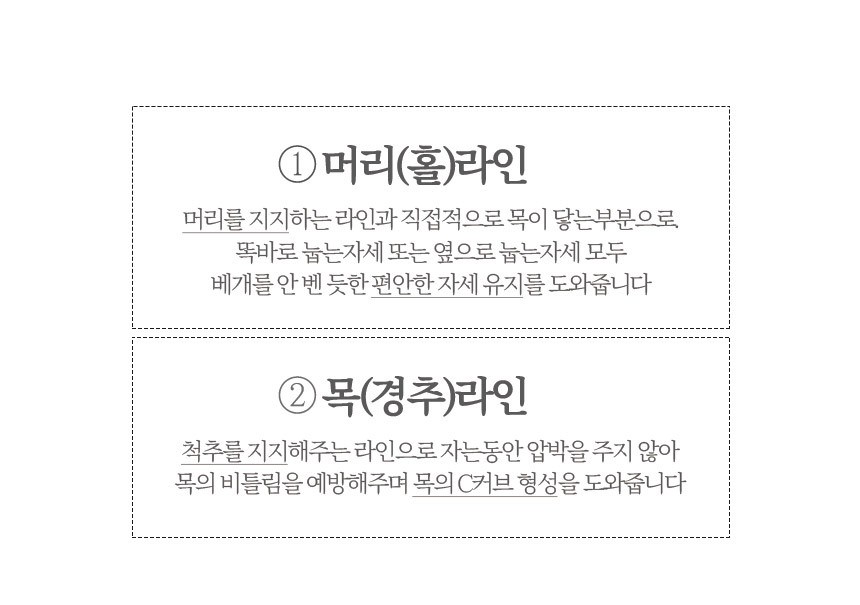 ① 머리(홀)라인
머리를 지지하는 라인과 직접적으로 목이 닿는부분으로.
똑바로 눕는자세 또는 옆으로 눕는자세 모두
베개를 안 벤 듯한 편안한 자세 유지를 도와줍니다
② 목(경추)라인
척추를 지지해주는 라인으로 자는동안 압박을 주지 않아
목의 비틀림을 예방해주며 목의 C커브 형성을 도와줍니다